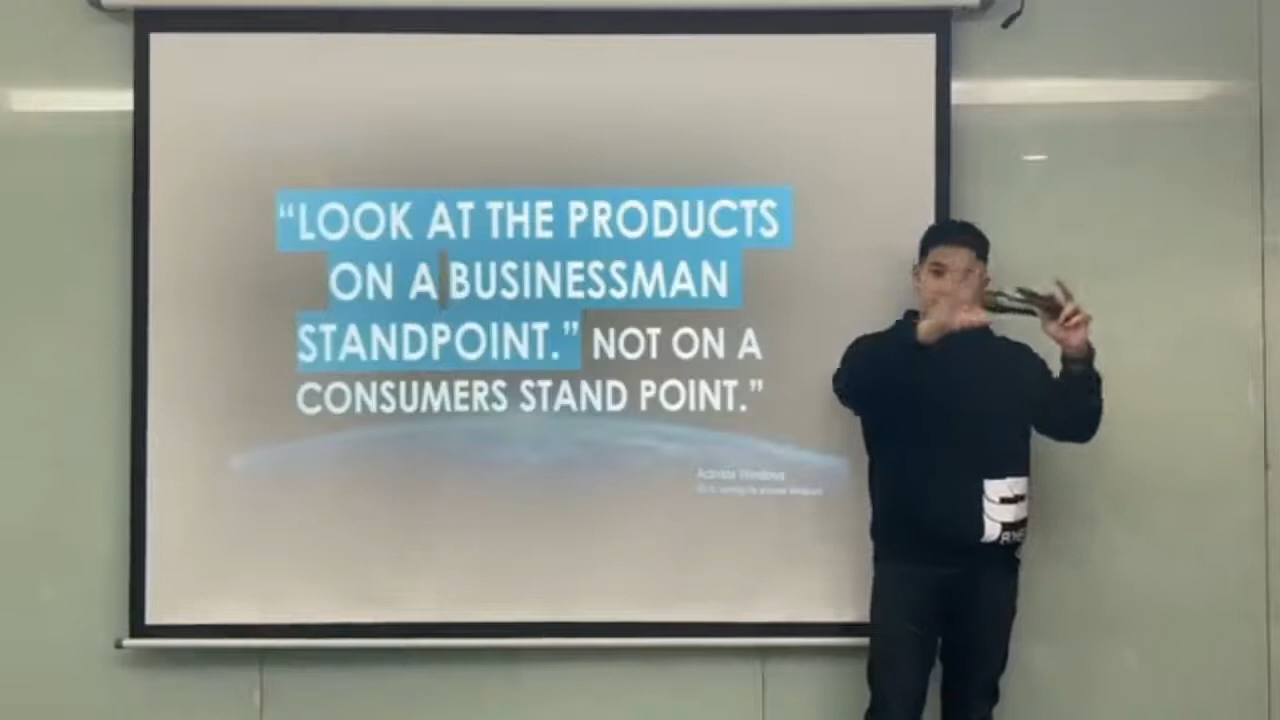 “LOOK AT THE PRODUCTS
ON A BUSINESSMAN
STANDPOINT.” NOT ON A
CONSUMERS STAND POINT.”